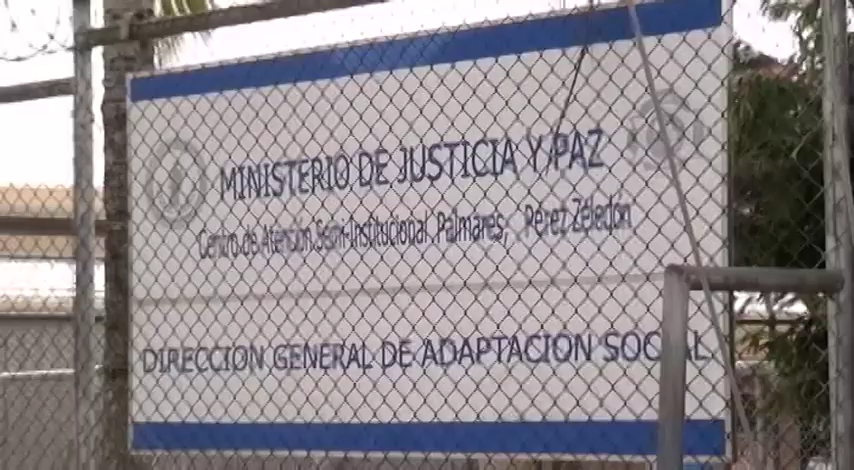 MINISTERIO DE JUSTICIA Y PAZ
Centro de Atención Semi-Institucional Palmares, Pérez Zeledón
DIRECCION GENERAL DE ADAPTACION SOCIAL